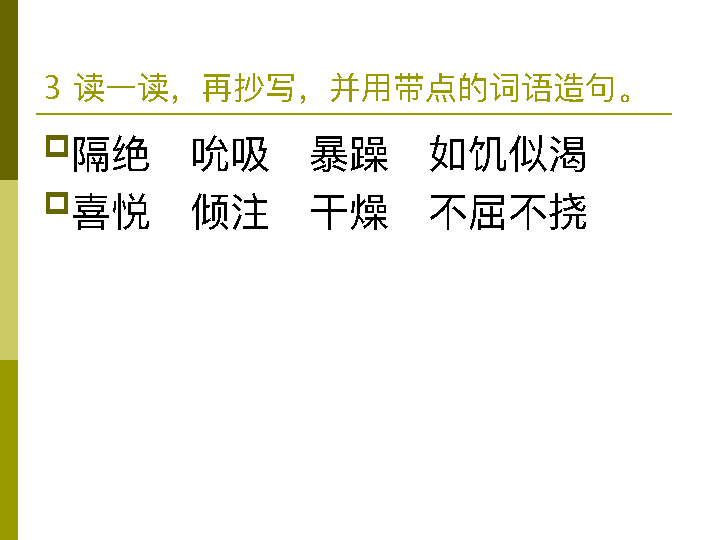 3 读一读，再抄写，并用带点的词语造句。
隔绝 吮吸 暴躁 如饥似渴
喜悦 倾注 干燥 不屈不挠